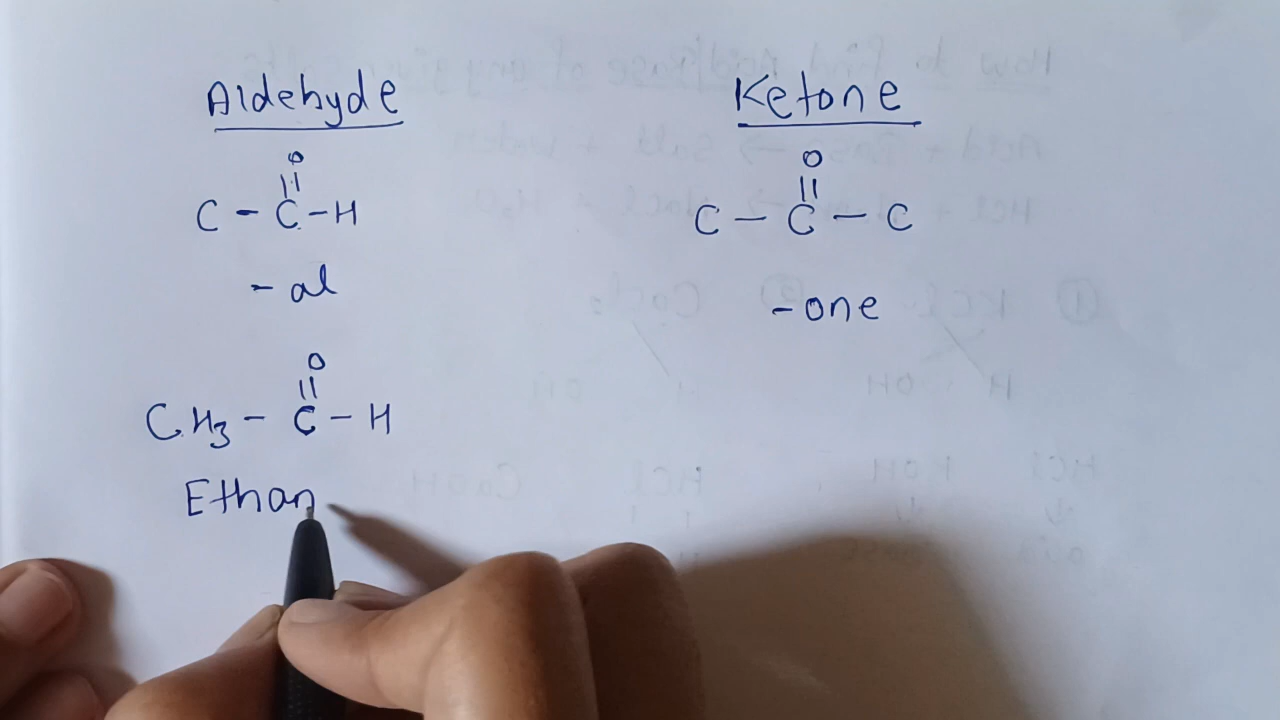 Aldehyde
O
||
C - C - H
- al
O
||
CH3 - C - H
Ethan
Ketone
O
||
C - C - C
- one